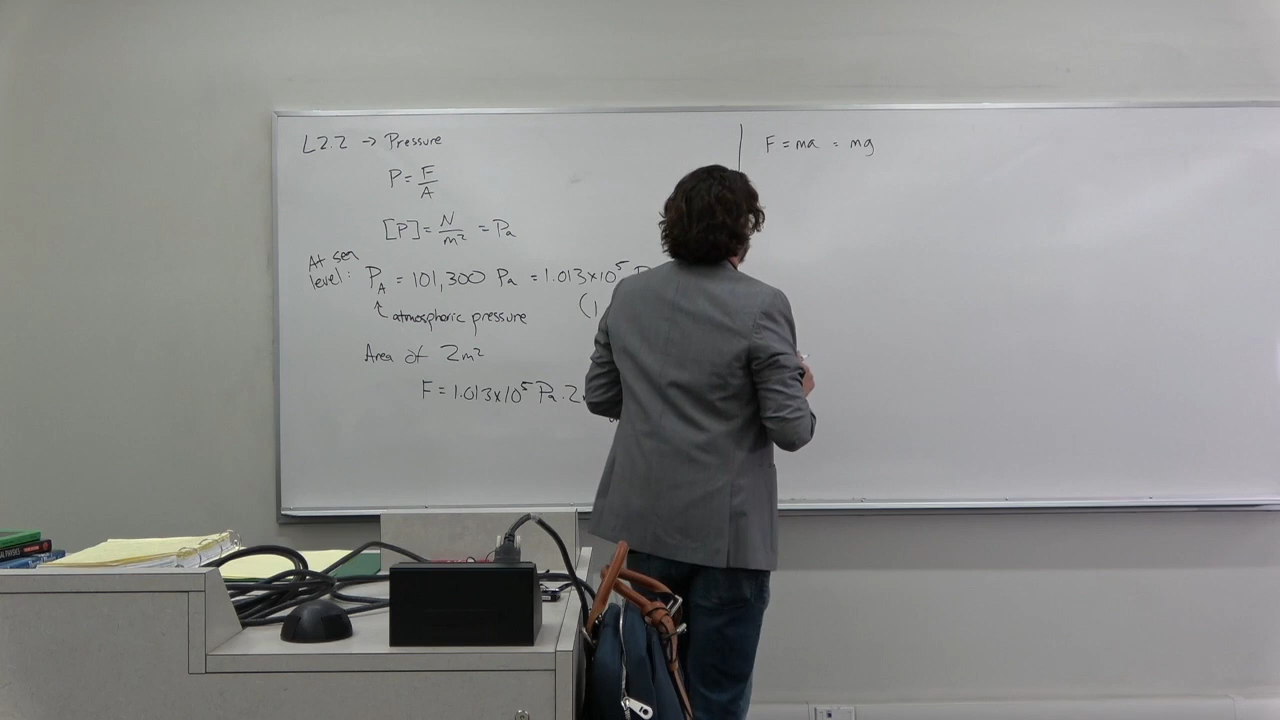 L2.2 → Pressure
P = F/A
[P] = N/m² = Pa
At sea level: P_A = 101,300 Pa = 1.013x10⁵
↑ atmospheric pressure
(1
Area of 2m²
F = 1.013x10⁵ Pa · 2
F = ma = mg